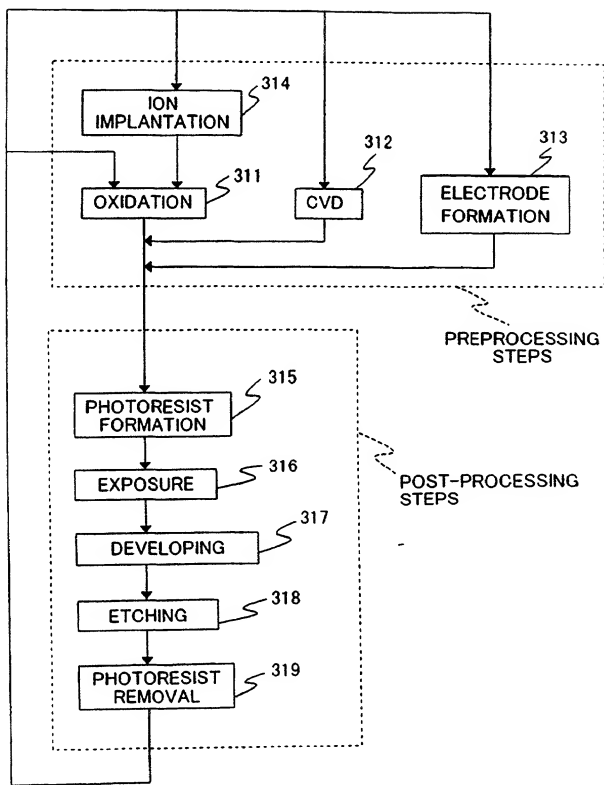 314
ION
IMPLANTATION
311
OXIDATION
312
CVD
313
ELECTRODE
FORMATION
PREPROCESSING
STEPS
315
PHOTORESIST
FORMATION
316
EXPOSURE
317
DEVELOPING
318
ETCHING
319
PHOTORESIST
REMOVAL
POST-PROCESSING
STEPS